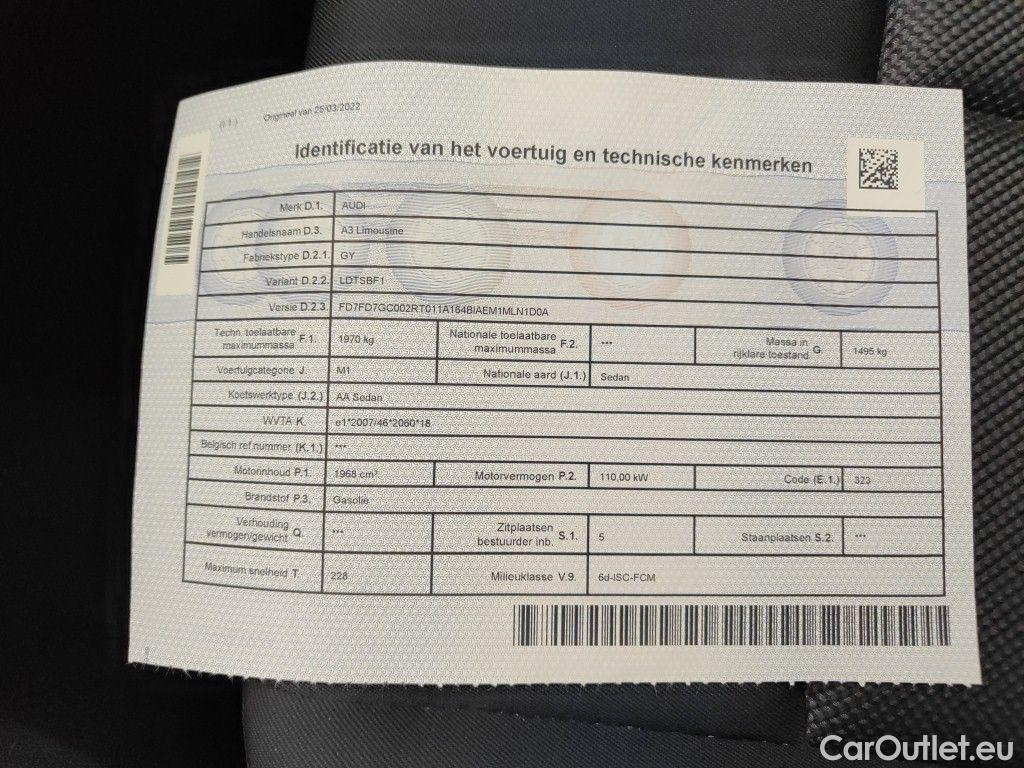 (I.1.) Origineel van 25/03/2022
Identificatie van het voertuig en technische kenmerken
Merk D.1. AUDI
Handelsnaam D.3. A3 Limousine
Fabriekstype D.2.1. GY
Variant D.2.2. LDTSBF1
Versie D.2.3. FD7FD7GC002RT011A164BIAEM1MLN1D0A
Techn. toelaatbare maximummassa F.1. 1970 kg Nationale toelaatbare maximummassa F.2. *** Massa in rijklare toestand G. 1495 kg
Voertuigcategorie J. M1 Nationale aard (J.1.) Sedan
Koetswerktype (J.2.) AA Sedan
WVTA K. e1*2007/46*2060*18
Belgisch ref.nummer (K.1.) ***
Motorinhoud P.1. 1968 cm³ Motorvermogen P.2. 110,00 kW Code (E.1.) 323
Brandstof P.3. Gasolie
Verhouding vermogen/gewicht Q. *** Zitplaatsen bestuurder inb. S.1. 5 Staanplaatsen S.2. ***
Maximum snelheid T. 228 Milieuklasse V.9. 6d-ISC-FCM
CarOutlet.eu